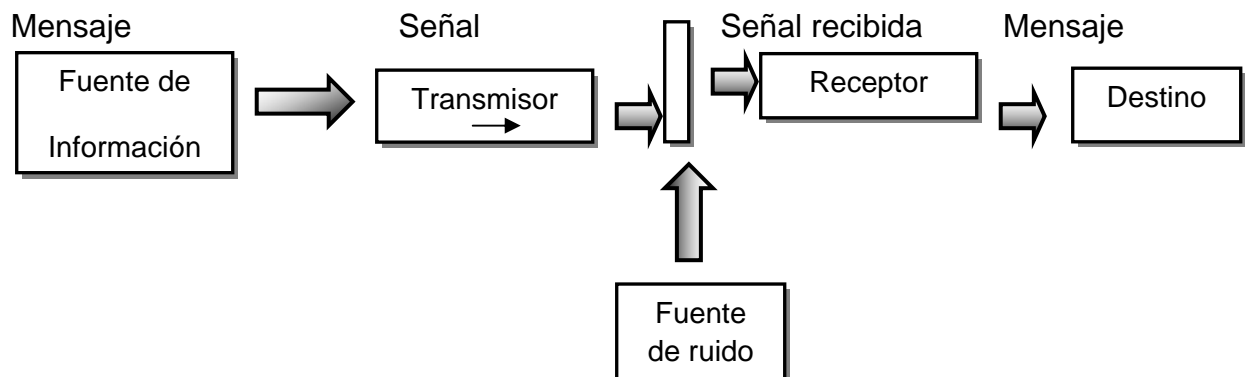 Mensaje
Señal
Señal recibida
Mensaje
Fuente de
Información
Transmisor
Receptor
Destino
Fuente
de ruido